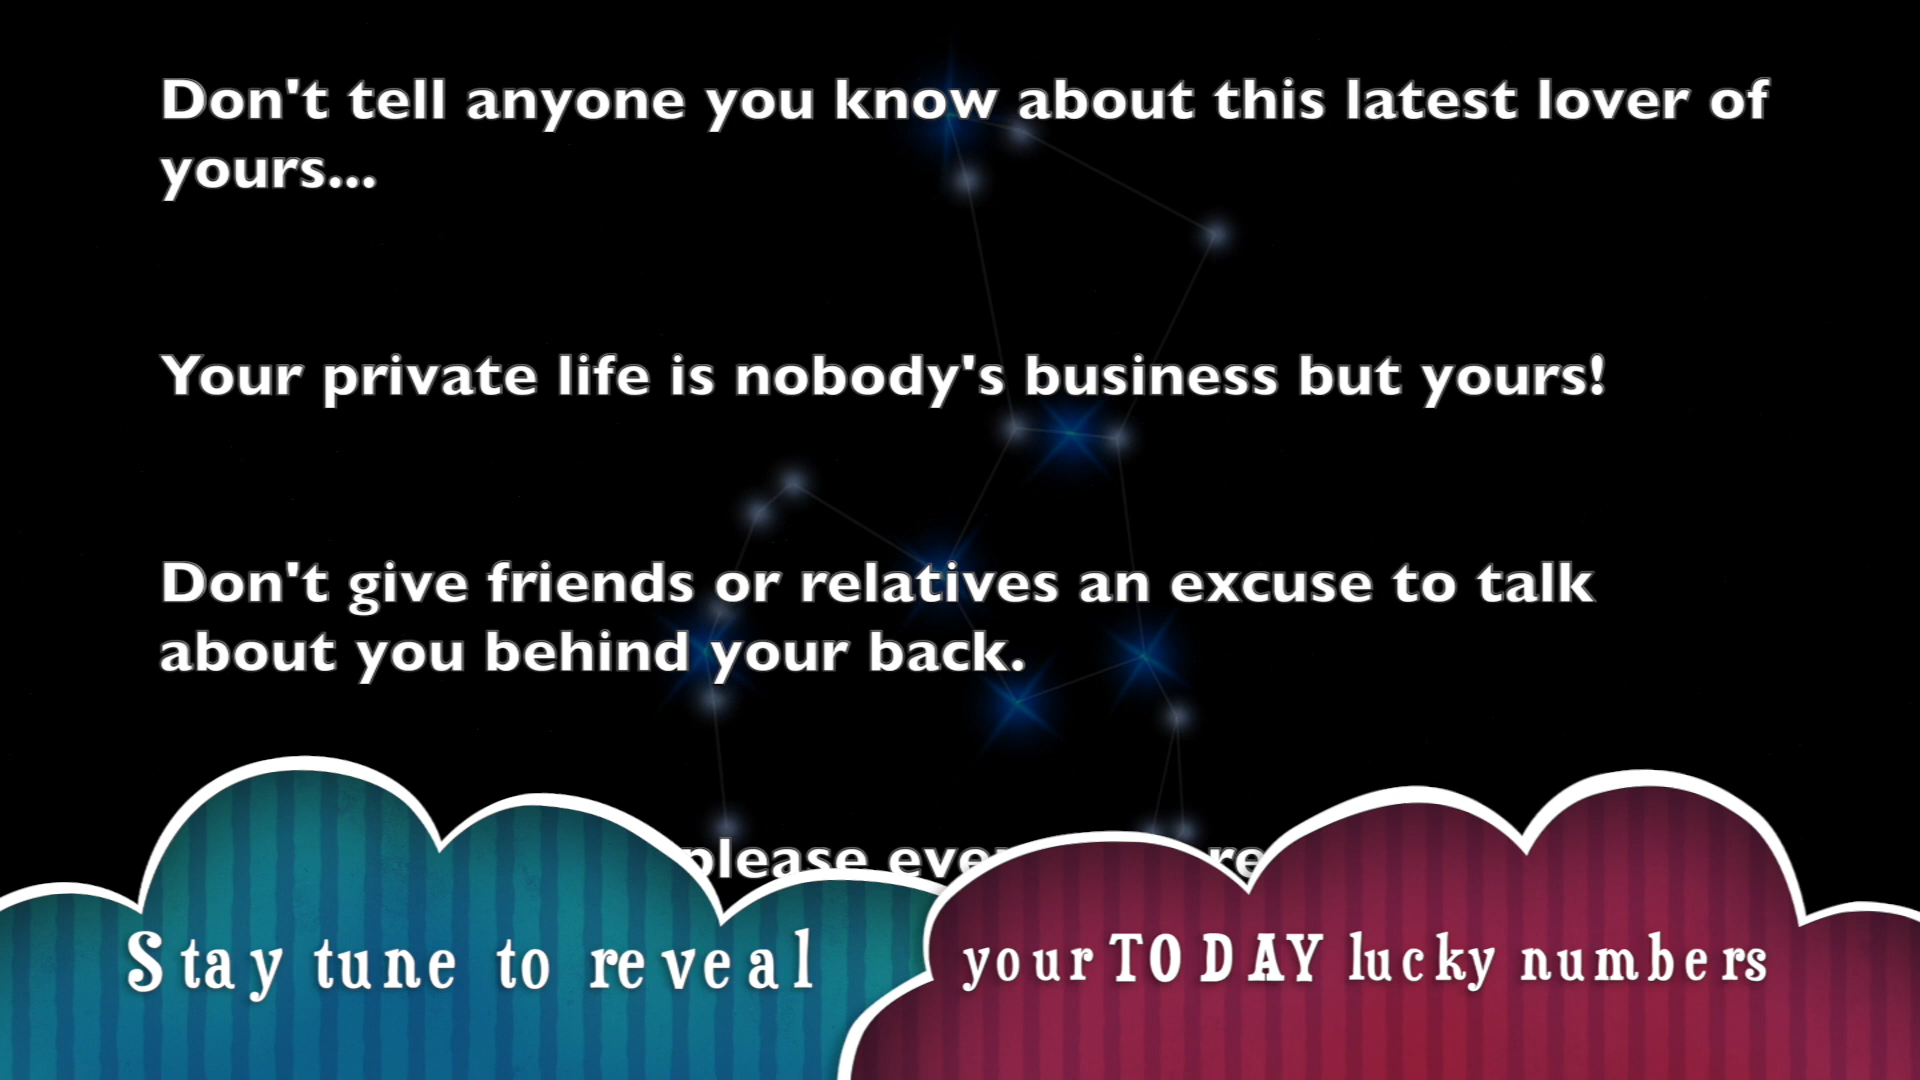 Don't tell anyone you know about this latest lover of
yours...
Your private life is nobody's business but yours!
Don't give friends or relatives an excuse to talk
about you behind your back.
please
Stay tune to reveal
your TODAY lucky numbers